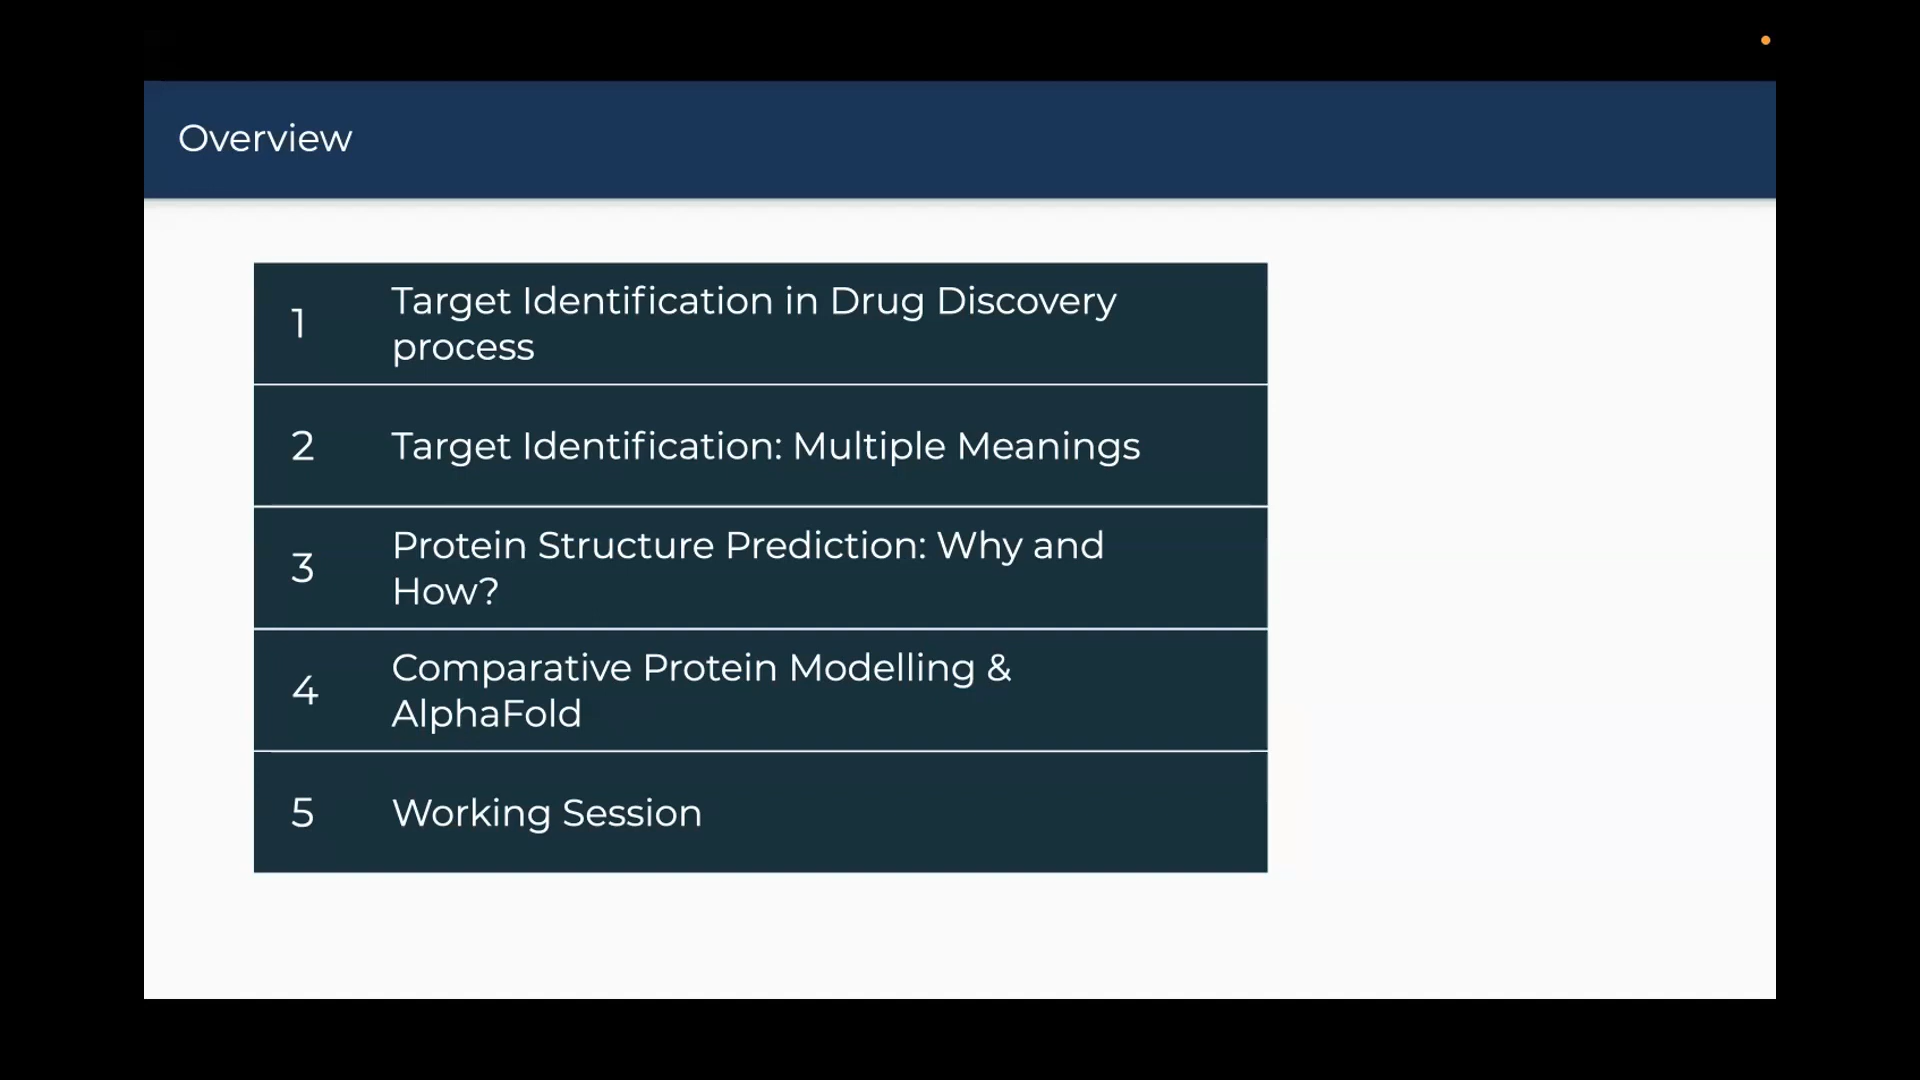 Overview
1
Target Identification in Drug Discovery
process
2
Target Identification: Multiple Meanings
3
Protein Structure Prediction: Why and
How?
4
Comparative Protein Modelling &
AlphaFold
5
Working Session